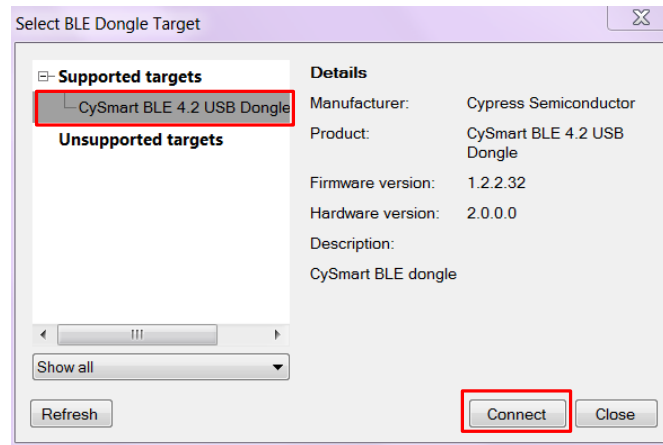 Select BLE Dongle Target
Supported targets
CySmart BLE 4.2 USB Dongle
Unsupported targets
Show all
Refresh
Details
Manufacturer: Cypress Semiconductor
Product: CySmart BLE 4.2 USB
Dongle
Firmware version: 1.2.2.32
Hardware version: 2.0.0.0
Description:
CySmart BLE dongle
Connect
Close